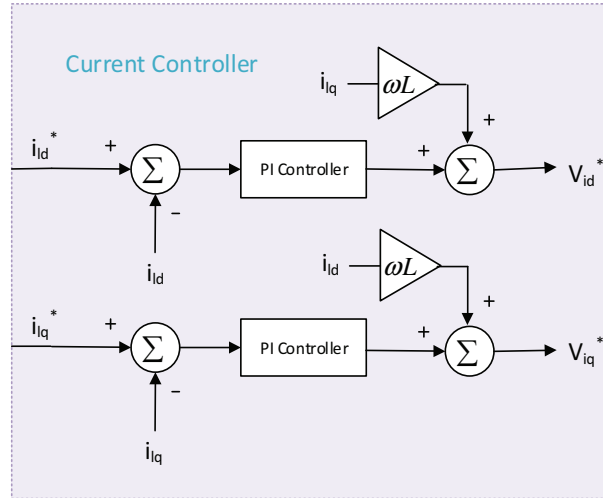 Current Controller
i_lq
ωL
+
i_ld*
+
Σ
PI Controller
+
Σ
V_id*
−
i_ld
i_ld
ωL
+
i_lq*
+
Σ
PI Controller
+
Σ
V_iq*
−
i_lq